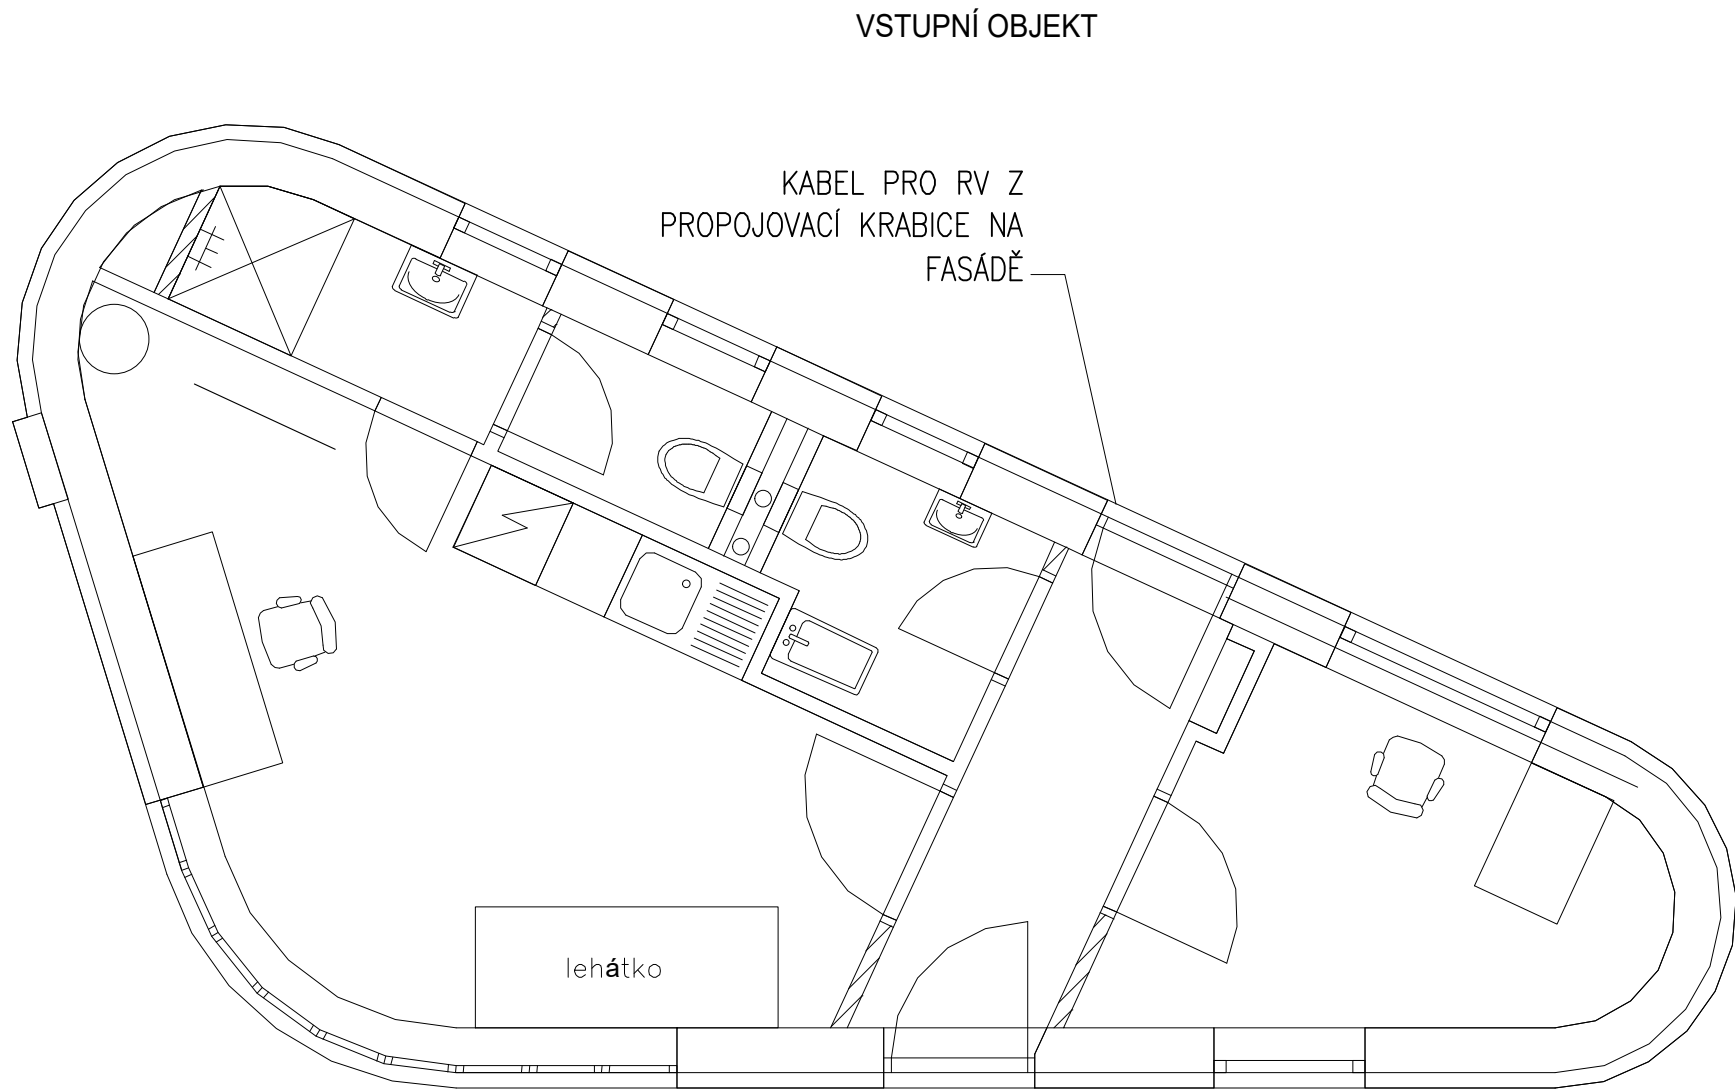 VSTUPNÍ OBJEKT
KABEL PRO RV Z
PROPOJOVACÍ KRABICE NA
FASÁDĚ
lehátko